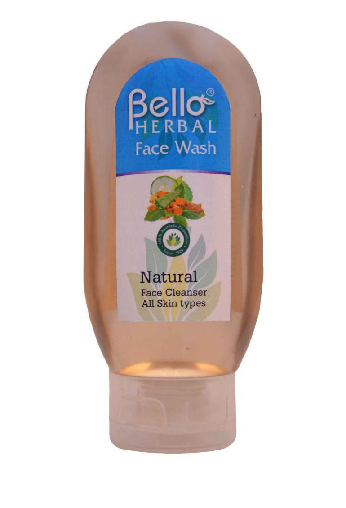 Bello®
HERBAL
Face Wash
Natural
Face Cleanser
All Skin types